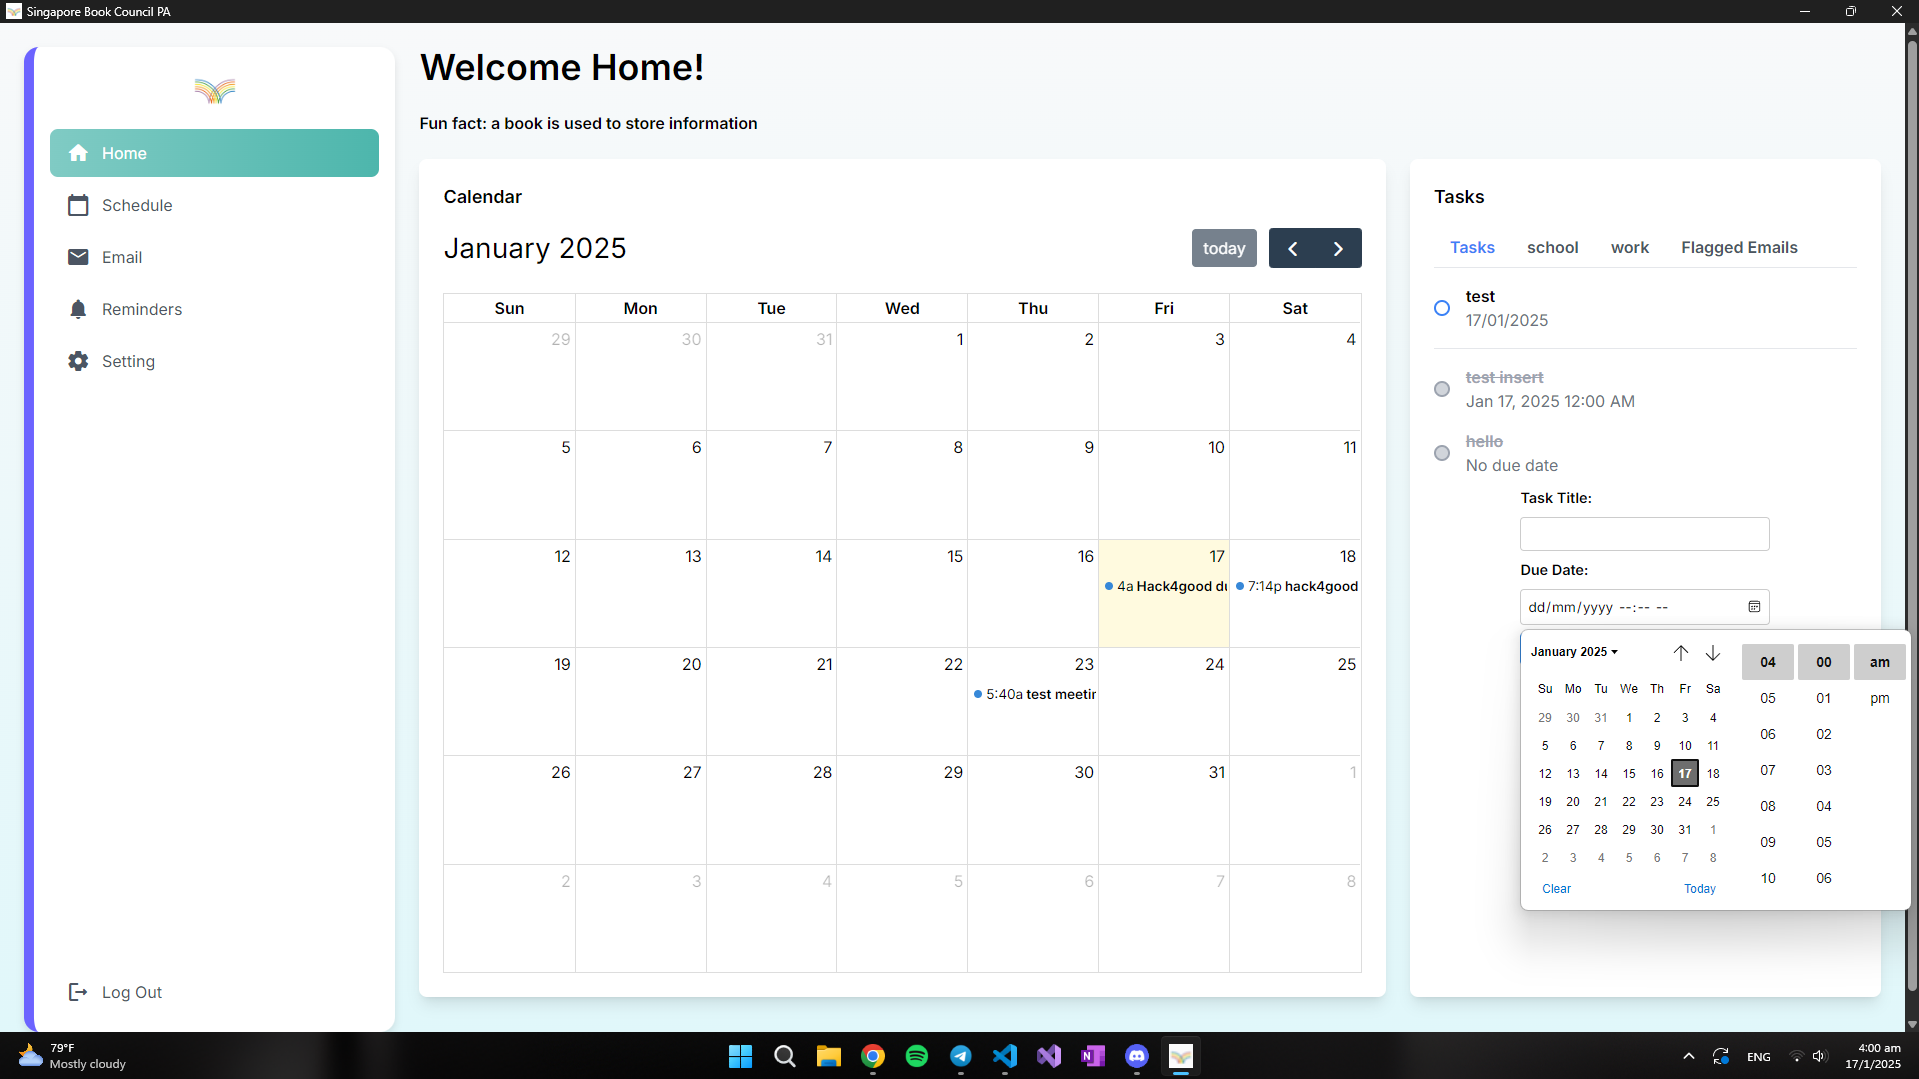 Singapore Book Council PA
Home
Schedule
Email
Reminders
Setting
Log Out
Welcome Home!
Fun fact: a book is used to store information
Calendar
January 2025
today
Sun Mon Tue Wed Thu Fri Sat
29 30 31 1 2 3 4
5 6 7 8 9 10 11
12 13 14 15 16 17 18
4a Hack4good du 7:14p hack4good
19 20 21 22 23 24 25
5:40a test meetin
26 27 28 29 30 31 1
2 3 4 5 6 7 8
Tasks
Tasks school work Flagged Emails
test
17/01/2025
test insert
Jan 17, 2025 12:00 AM
hello
No due date
Task Title:
Due Date:
dd/mm/yyyy --:-- --
January 2025
Su Mo Tu We Th Fr Sa
29 30 31 1 2 3 4
5 6 7 8 9 10 11
12 13 14 15 16 17 18
19 20 21 22 23 24 25
26 27 28 29 30 31 1
2 3 4 5 6 7 8
Clear Today
04 00 am
05 01 pm
06 02
07 03
08 04
09 05
10 06
79°F
Mostly cloudy
N
ENG
4:00 am
17/1/2025